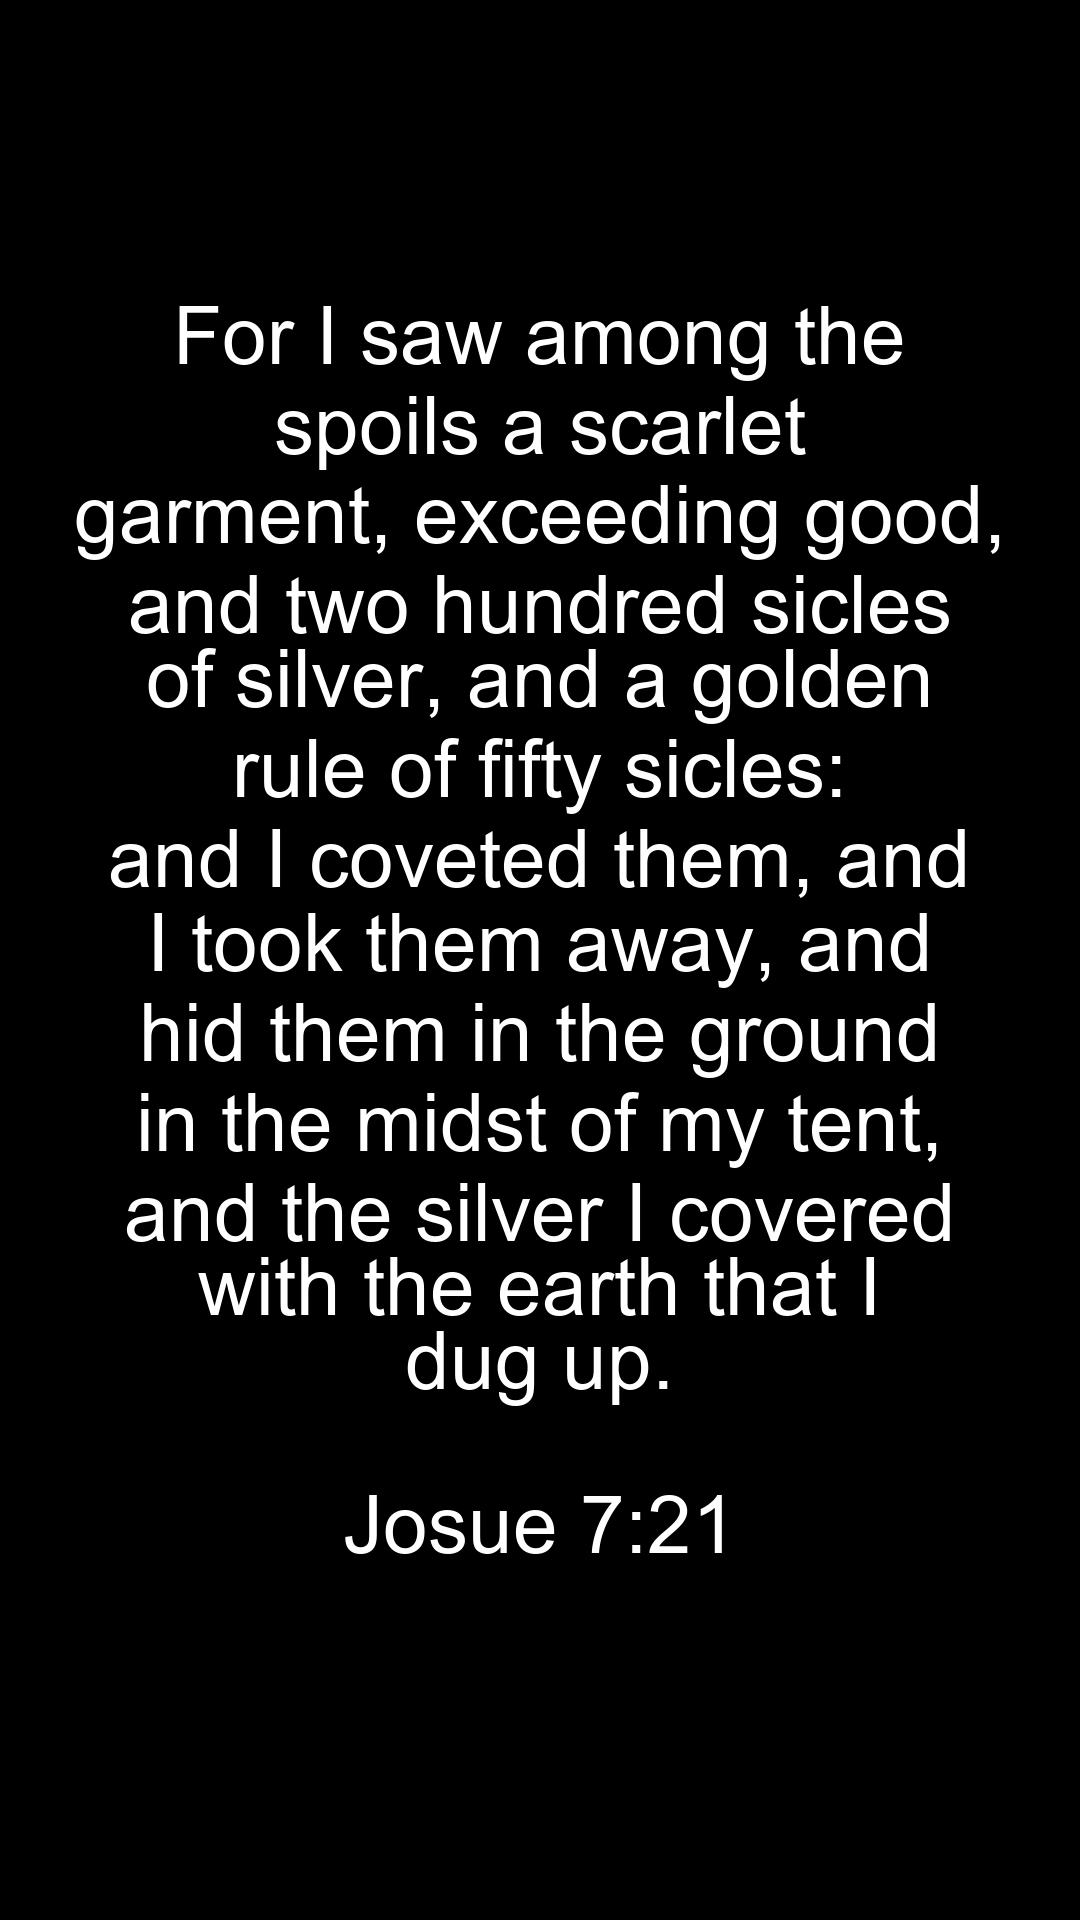 For I saw among the
spoils a scarlet
garment, exceeding good,
and two hundred sicles
of silver, and a golden
rule of fifty sicles:
and I coveted them, and
I took them away, and
hid them in the ground
in the midst of my tent,
and the silver I covered
with the earth that I
dug up.
Josue 7:21